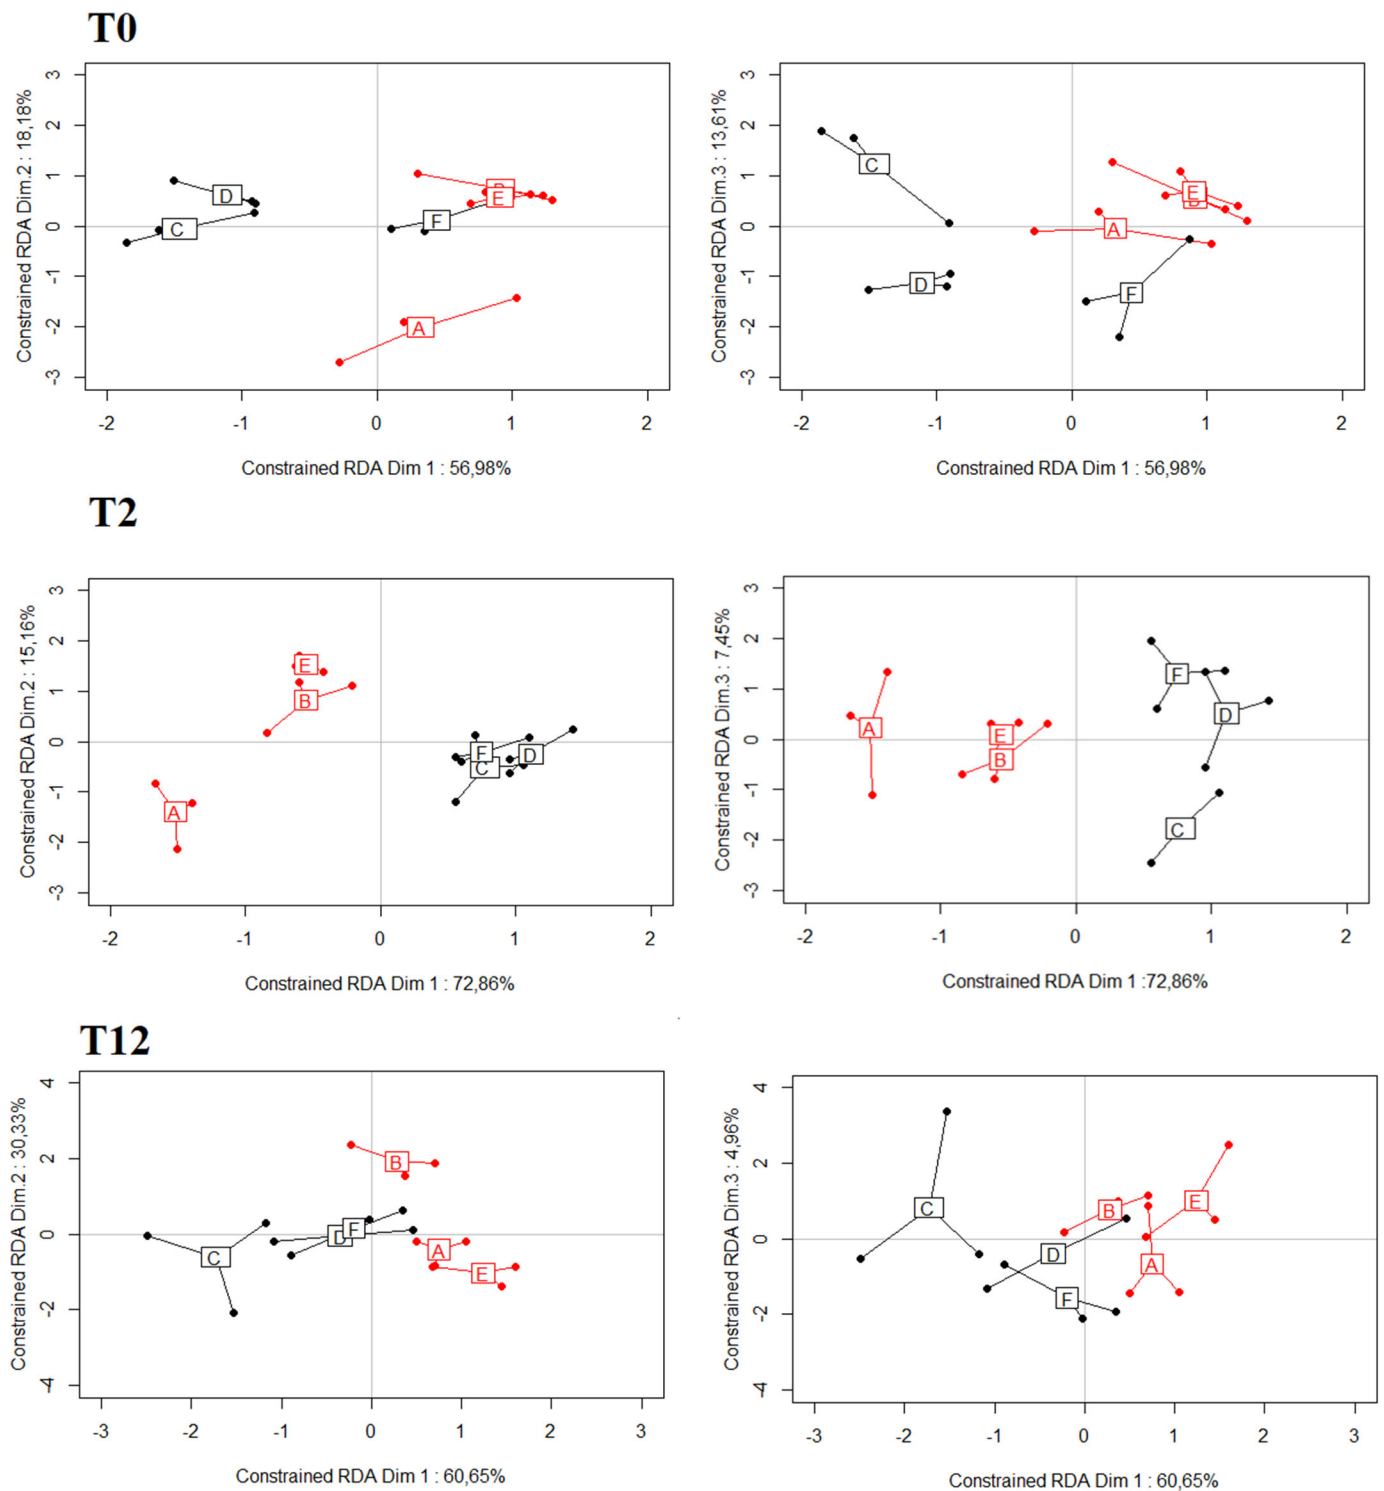 T0
Constrained RDA Dim.2 : 18,18%
3
2
1
0
-1
-2
-3
D
C
E
F
A
-2
-1
0
1
2
Constrained RDA Dim 1 : 56,98%
Constrained RDA Dim.3 : 13,61%
3
2
1
0
-1
-2
-3
C
E
A
D
F
-2
-1
0
1
2
Constrained RDA Dim 1 : 56,98%
T2
Constrained RDA Dim.2 : 15,16%
3
2
1
0
-1
-2
-3
E
B
F
D
C
A
-2
-1
0
1
2
Constrained RDA Dim 1 : 72,86%
Constrained RDA Dim.3 : 7,45%
3
2
1
0
-1
-2
-3
F
D
A
E
B
C
-2
-1
0
1
2
Constrained RDA Dim 1 :72,86%
T12
Constrained RDA Dim.2 : 30,33%
4
2
0
-2
-4
B
F
D
C
A
E
-3
-2
-1
0
1
2
3
Constrained RDA Dim 1 : 60,65%
Constrained RDA Dim.3 : 4,96%
4
2
0
-2
-4
C
B
E
D
A
F
-3
-2
-1
0
1
2
3
Constrained RDA Dim 1 : 60,65%